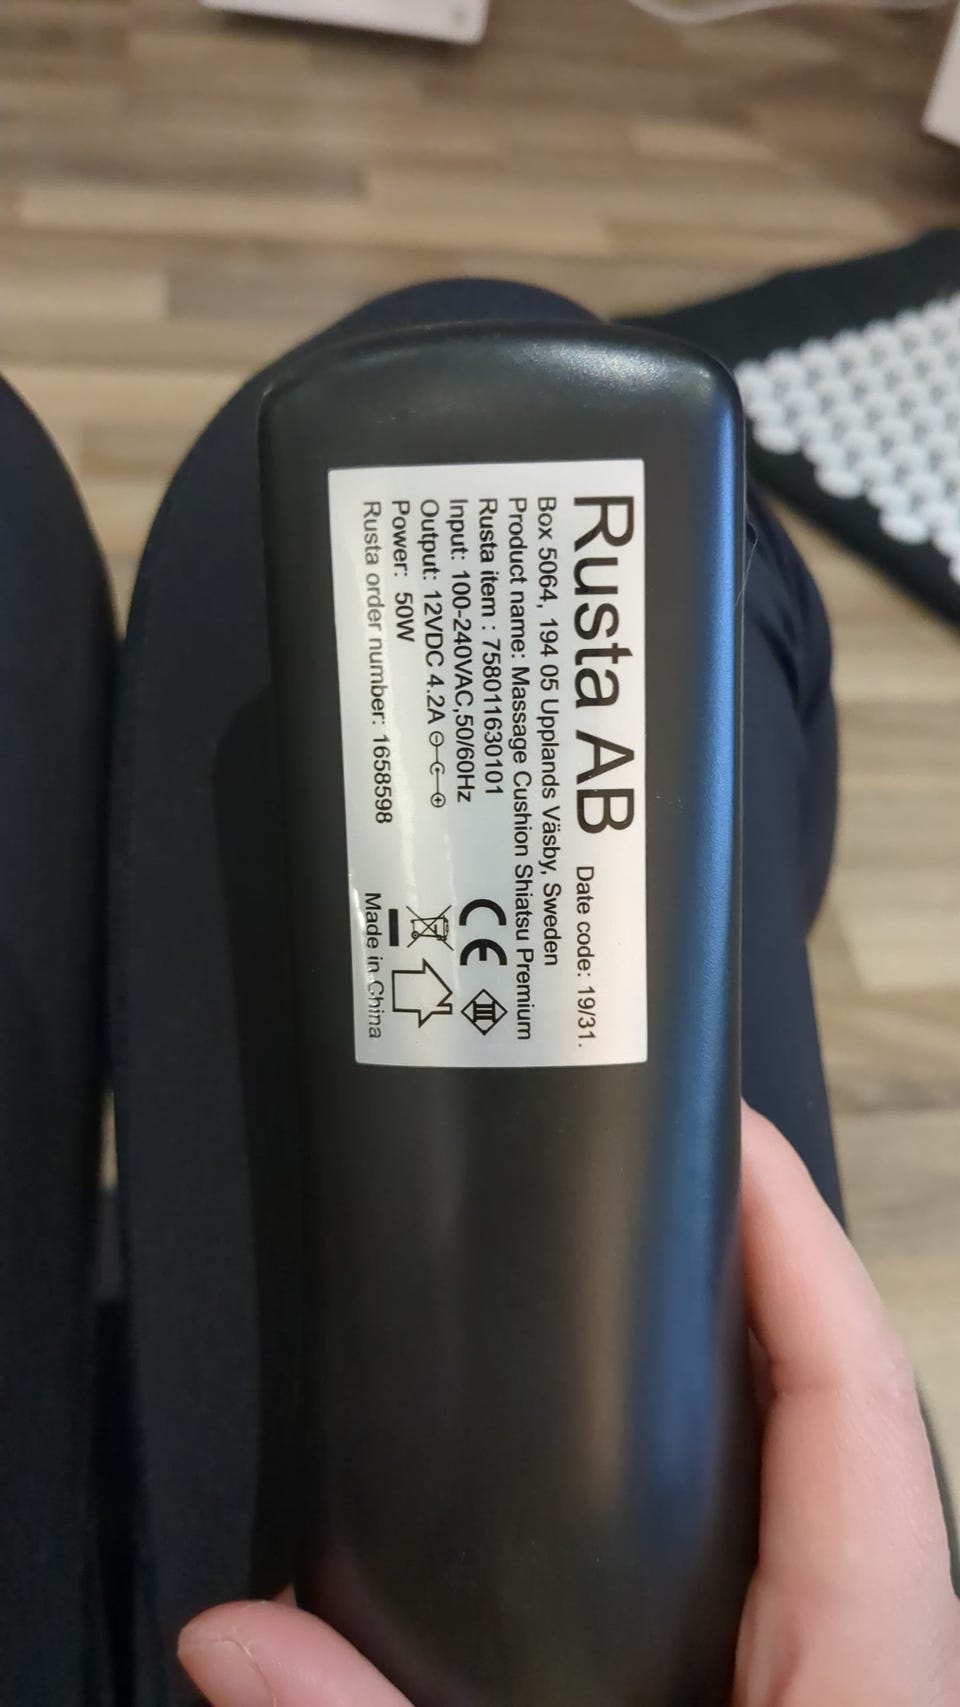 Rusta AB Date code: 19/31.
Box 5064, 194 05 Upplands Väsby, Sweden
Product name: Massage Cushion Shiatsu Premium
Rusta item : 758011630101
Input: 100-240VAC,50/60Hz
Output: 12VDC 4.2A
Power: 50W
Rusta order number: 1658598
CE
III
Made in China